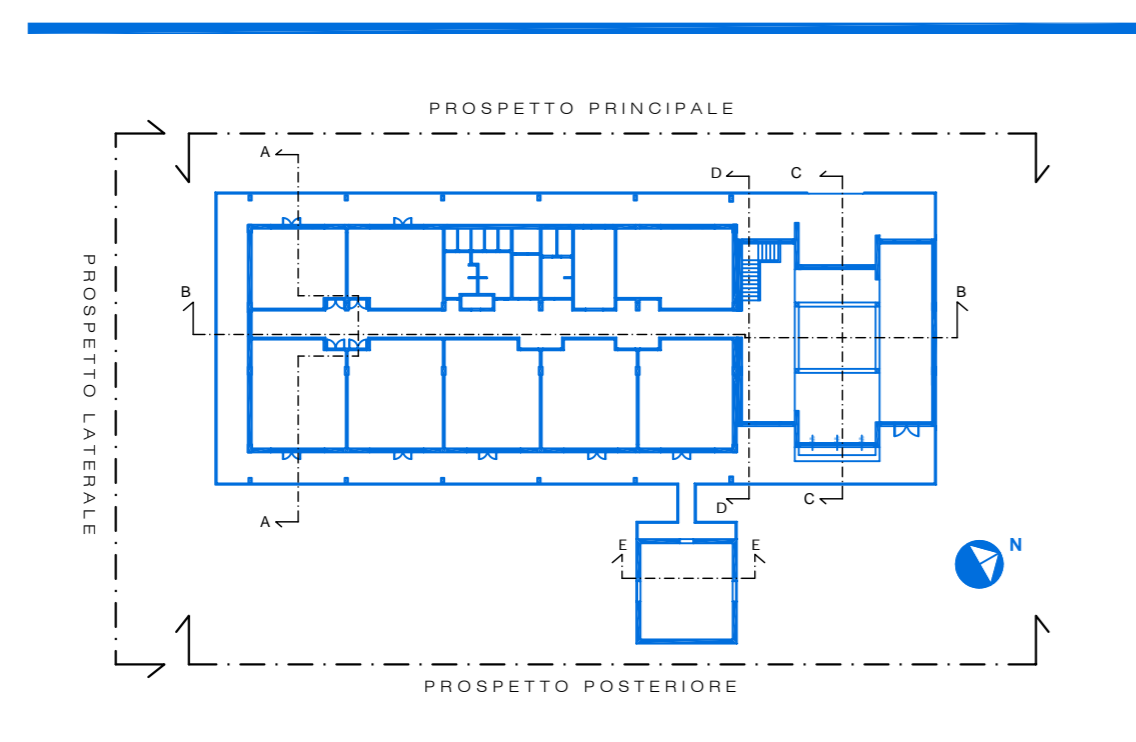 PROSPETTO PRINCIPALE
A
D
C
B
B
PROSPETTO LATERALE
A
D
C
E
E
N
PROSPETTO POSTERIORE